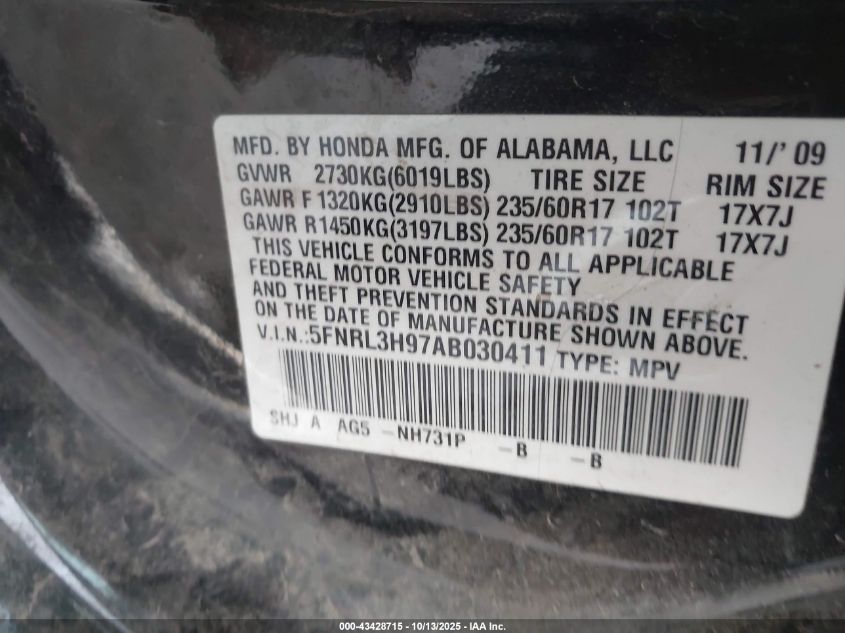 MFD. BY HONDA MFG. OF ALABAMA, LLC 11/'09
GVWR 2730KG(6019LBS) TIRE SIZE RIM SIZE
GAWR F 1320KG(2910LBS) 235/60R17 102T 17X7J
GAWR R1450KG(3197LBS) 235/60R17 102T 17X7J
THIS VEHICLE CONFORMS TO ALL APPLICABLE
FEDERAL MOTOR VEHICLE SAFETY
AND THEFT PREVENTION STANDARDS IN EFFECT
ON THE DATE OF MANUFACTURE SHOWN ABOVE.
V.I.N.:5FNRL3H97AB030411 TYPE: MPV
SHJ A AG5 -NH731P -B -B
000-43428715 - 10/13/2025 - IAA Inc.